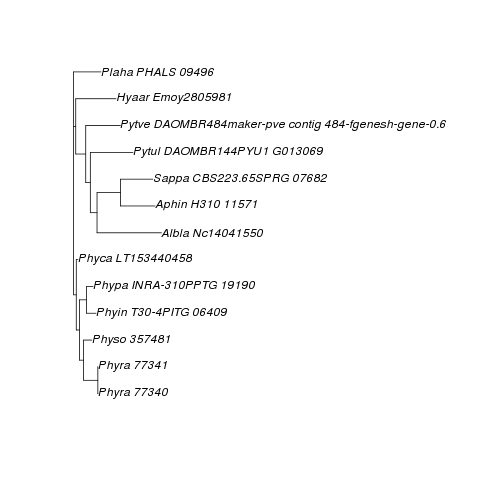 Plaha PHALS 09496
Hyaar Emoy2805981
Pytve DAOMBR484maker-pve contig 484-fgenesh-gene-0.6
Pytul DAOMBR144PYU1 G013069
Sappa CBS223.65SPRG 07682
Aphin H310 11571
Albla Nc14041550
Phyca LT153440458
Phypa INRA-310PPTG 19190
Phyin T30-4PITG 06409
Physo 357481
Phyra 77341
Phyra 77340